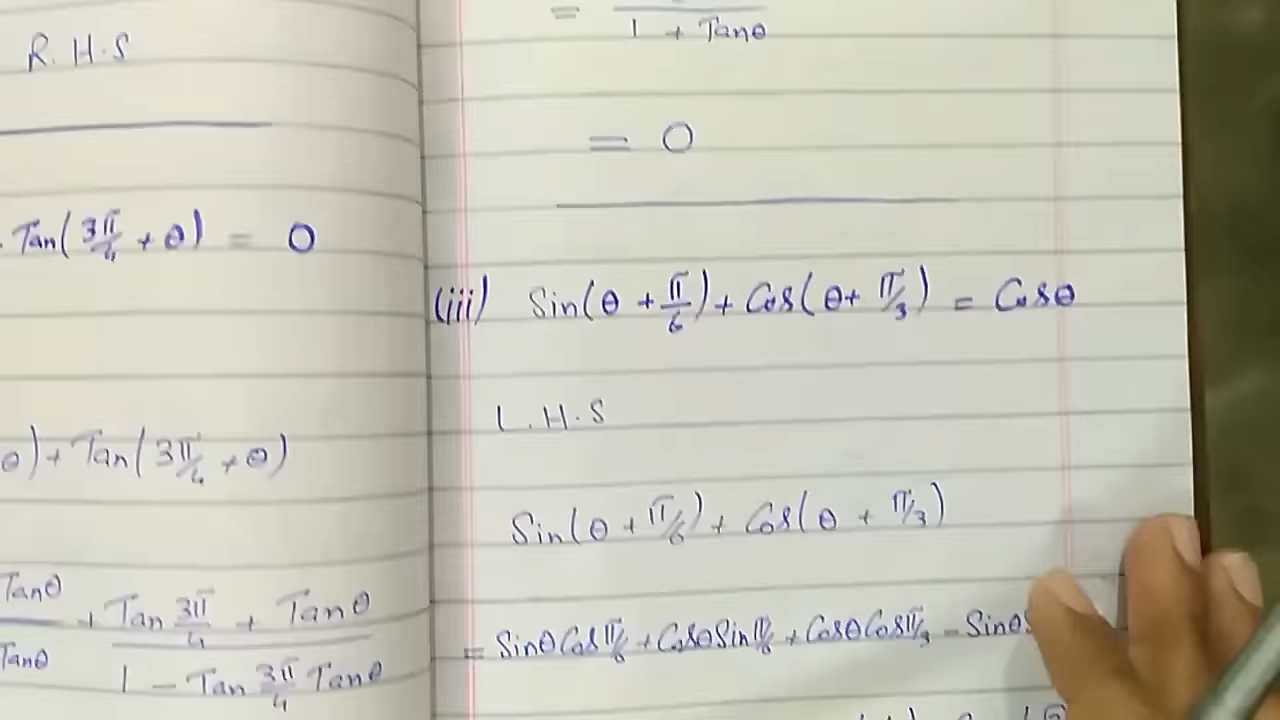 R.H.S
. Tan(3π/4 + θ) = 0
θ) + Tan(3π/4 + θ)
Tanθ / Tanθ + Tan 3π/4 + Tanθ / 1 - Tan 3π/4 Tanθ
= / 1 + Tanθ
= 0
(iii) Sin(θ + π/6) + Cos(θ + π/3) = Cosθ
L.H.S
Sin(θ + π/6) + Cos(θ + π/3)
= Sinθ Cos π/6 + Cosθ Sin π/6 + Cosθ Cos π/3 - Sinθ